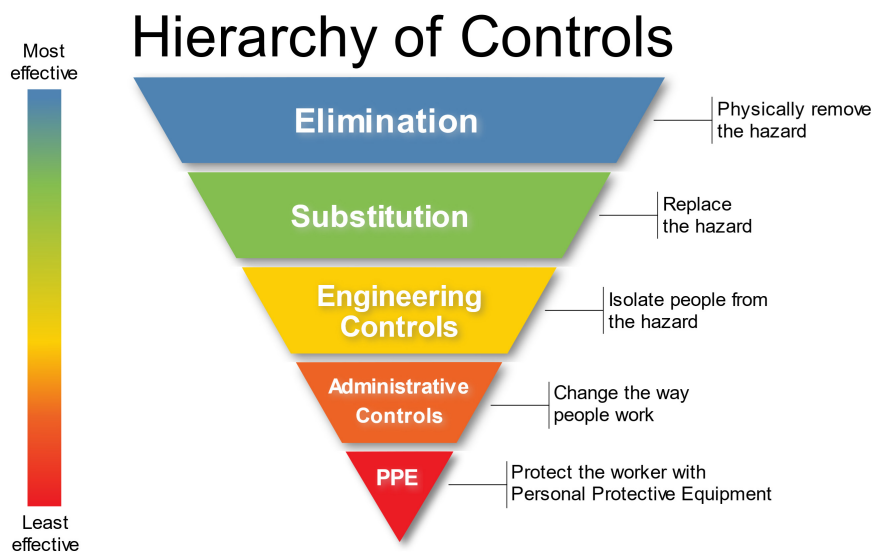 Hierarchy of Controls
Most
effective
Elimination
Physically remove
the hazard
Substitution
Replace
the hazard
Engineering
Controls
Isolate people from
the hazard
Administrative
Controls
Change the way
people work
PPE
Protect the worker with
Personal Protective Equipment
Least
effective